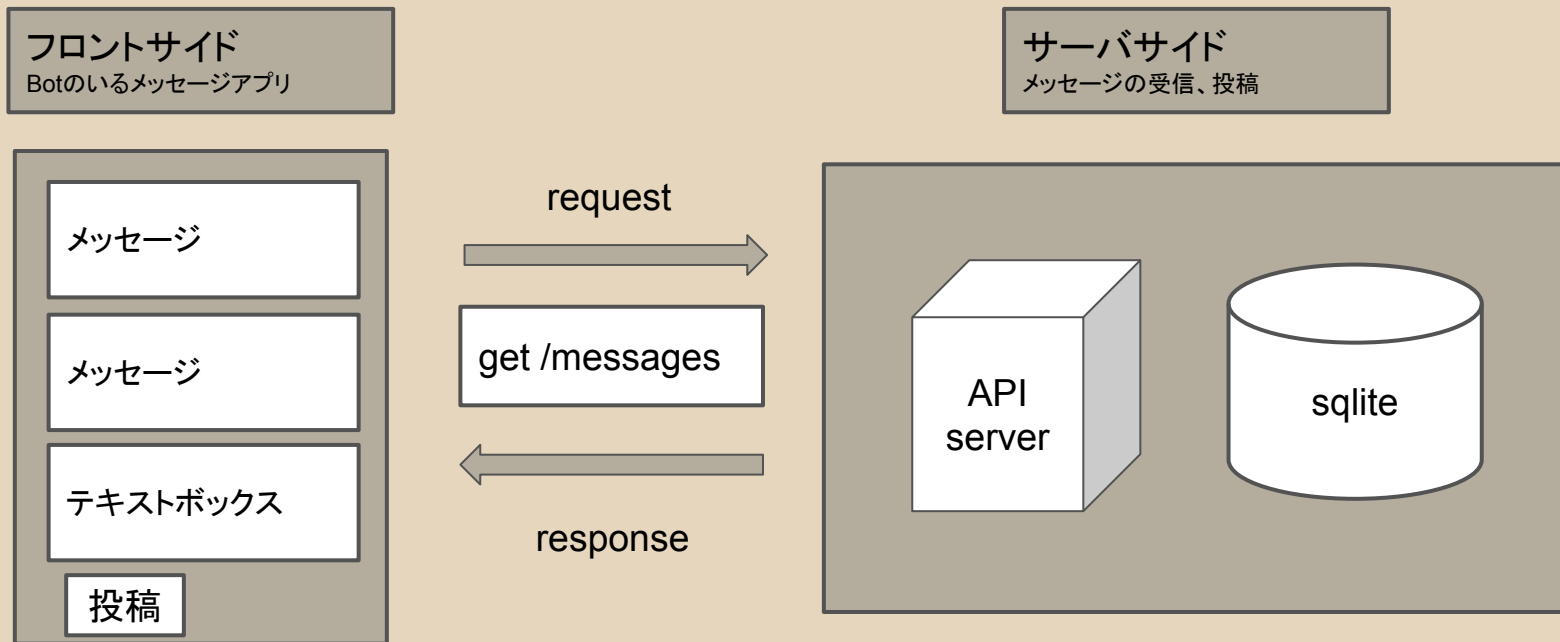 フロントサイド
Botのいるメッセージアプリ
サーバサイド
メッセージの受信、投稿
メッセージ
メッセージ
テキストボックス
投稿
request
get /messages
response
API
server
sqlite